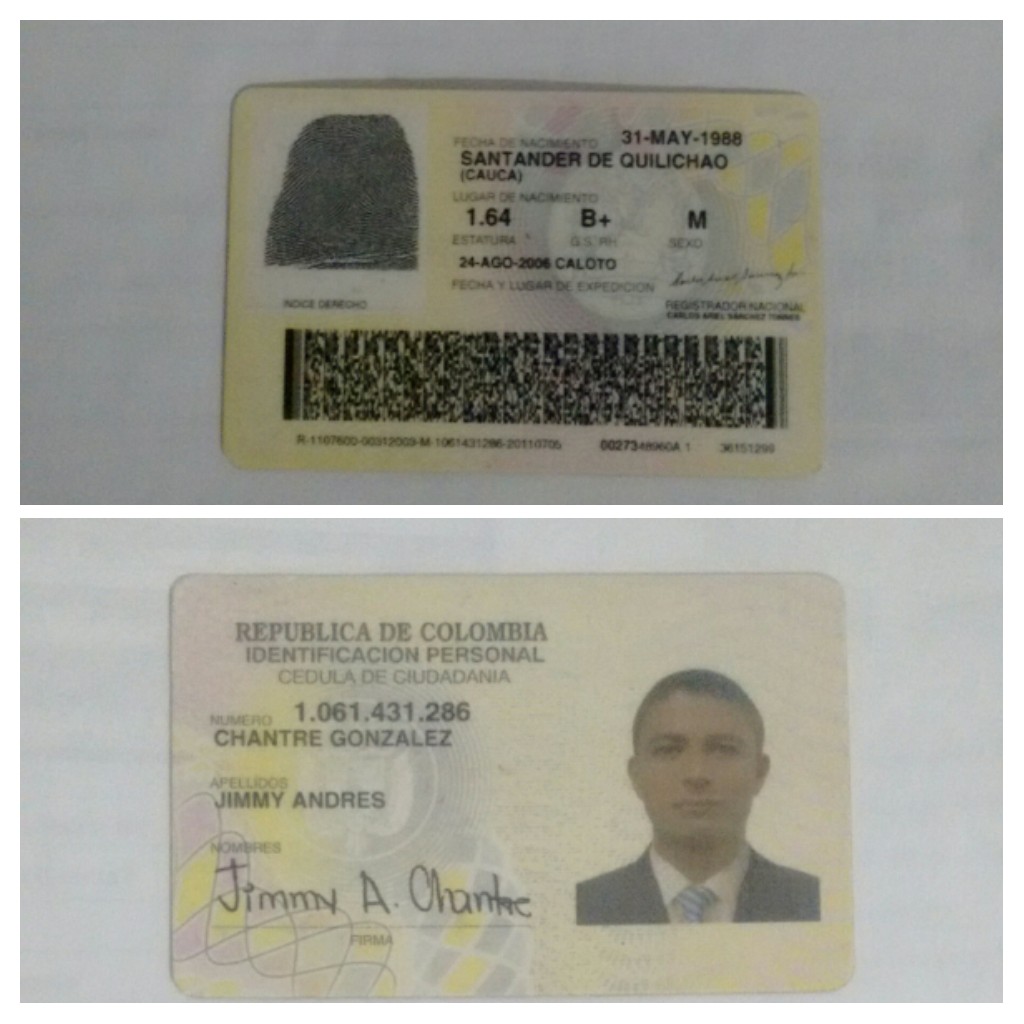 FECHA DE NACIMIENTO 31-MAY-1988
SANTANDER DE QUILICHAO
(CAUCA)
LUGAR DE NACIMIENTO
1.64 B+ M
ESTATURA G.S. RH SEXO
24-AGO-2006 CALOTO
FECHA Y LUGAR DE EXPEDICION
INDICE DERECHO
REGISTRADOR NACIONAL
CARLOS ARIEL SANCHEZ TORRES
R-1107600-00312003-M-1061431286-20110705 0027348960A 1 36151299
REPUBLICA DE COLOMBIA
IDENTIFICACION PERSONAL
CEDULA DE CIUDADANIA
NUMERO 1.061.431.286
CHANTRE GONZALEZ
APELLIDOS
JIMMY ANDRES
NOMBRES
Jimmy A. Chantre
FIRMA